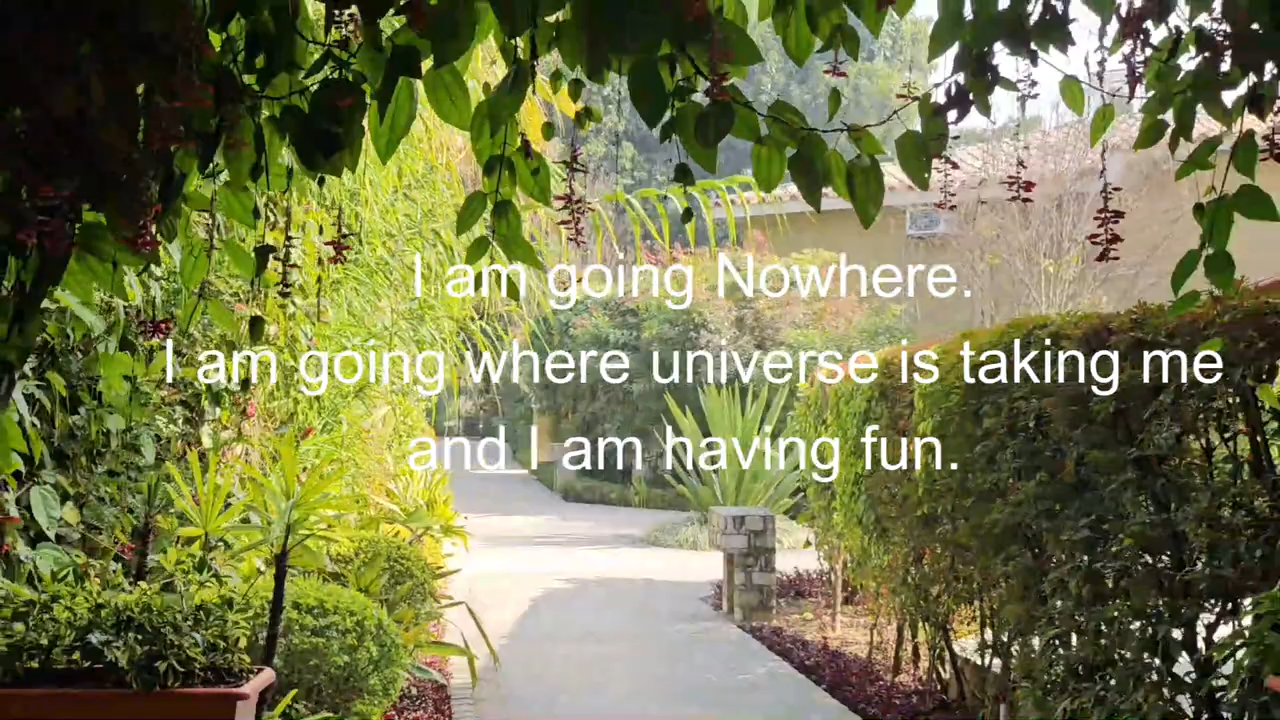 I am going Nowhere.
I am going where universe is taking me
and I am having fun.